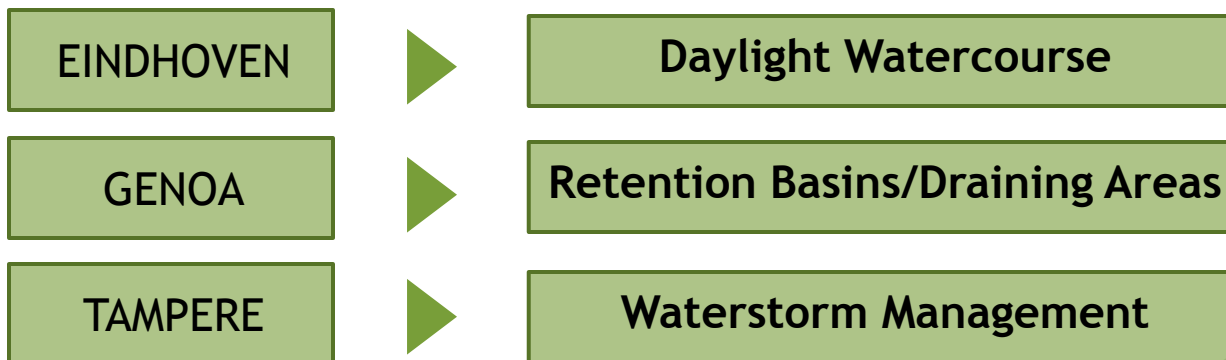 EINDHOVEN Daylight Watercourse
GENOA Retention Basins/Draining Areas
TAMPERE Waterstorm Management